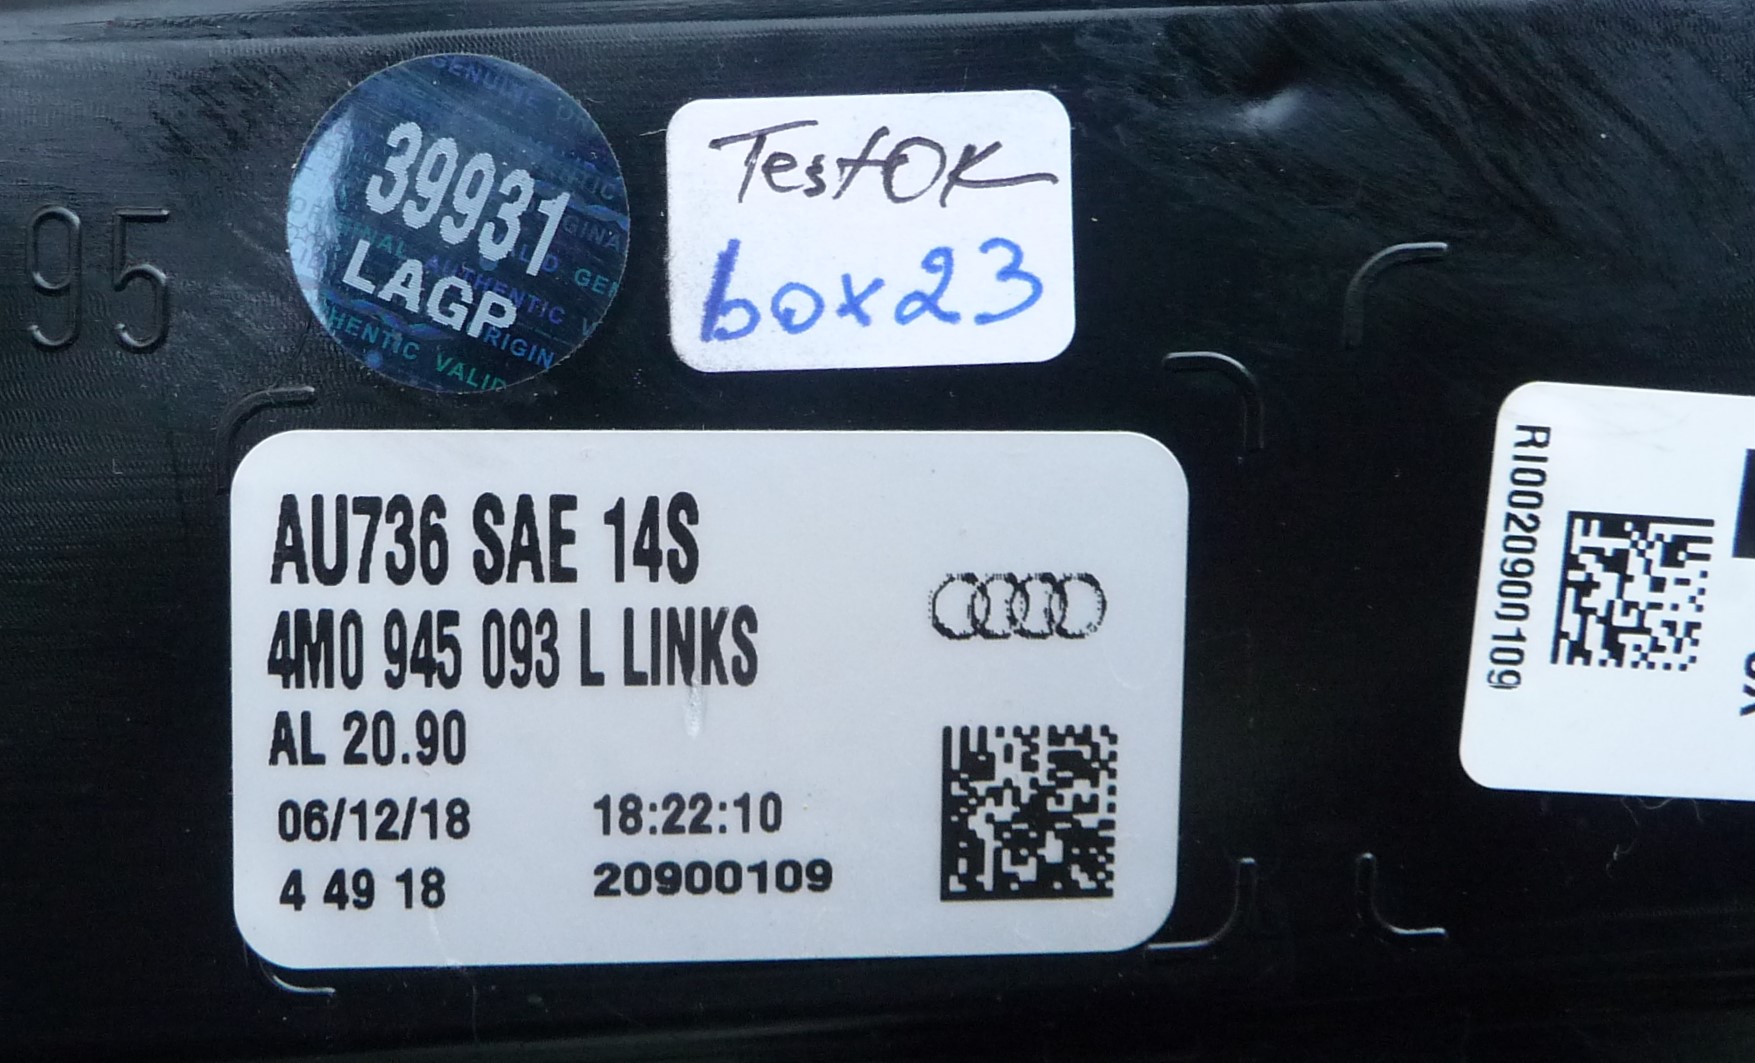 95
39931
LAGP
TestOK
box23
AU736 SAE 14S
4M0 945 093 L LINKS
AL 20.90
06/12/18 18:22:10
4 49 18 20900109
RI0020900109